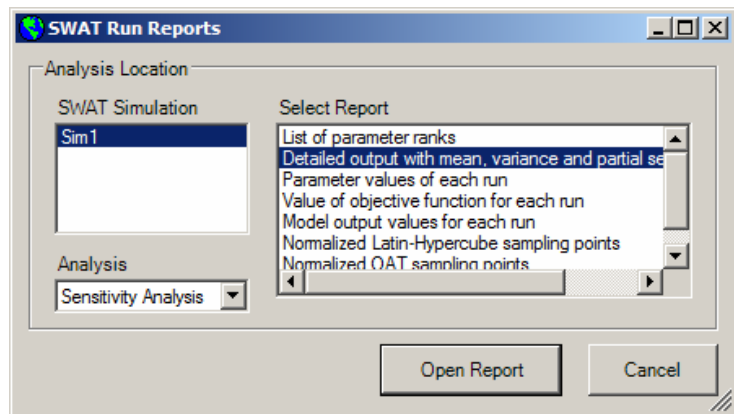 SWAT Run Reports
Analysis Location
SWAT Simulation
Sim1
Analysis
Sensitivity Analysis
Select Report
List of parameter ranks
Detailed output with mean, variance and partial se
Parameter values of each run
Value of objective function for each run
Model output values for each run
Normalized Latin-Hypercube sampling points
Normalized OAT sampling points
Open Report
Cancel